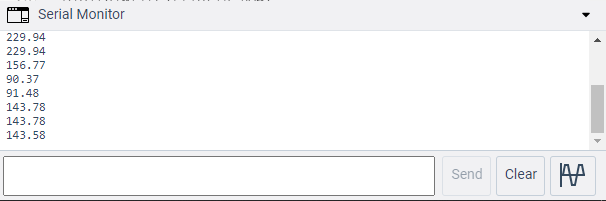 Serial Monitor
229.94
229.94
156.77
90.37
91.48
143.78
143.78
143.58
Send
Clear